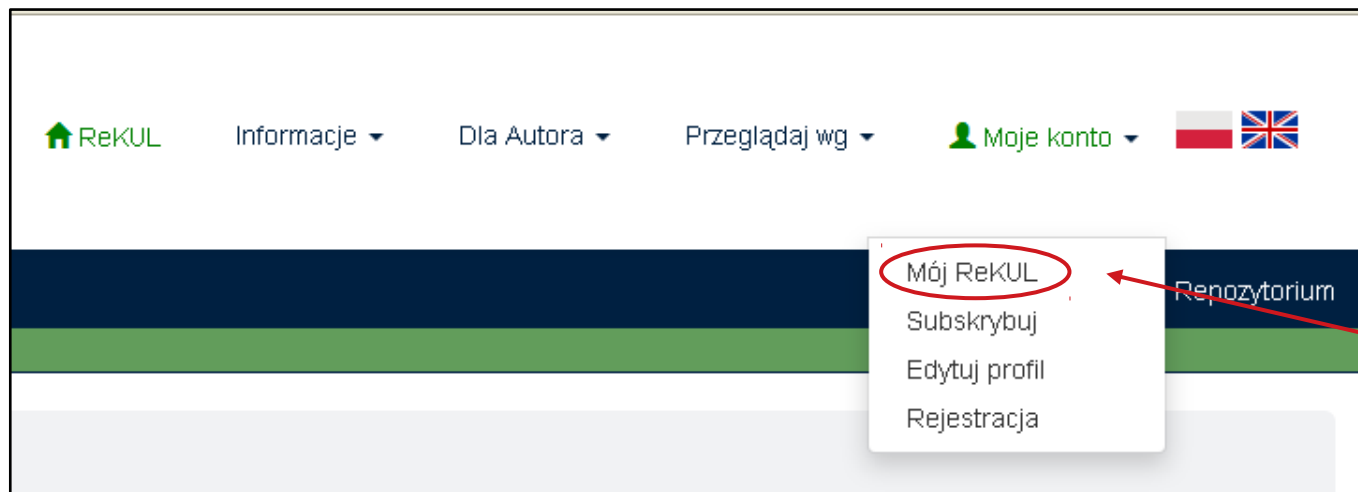 ReKUL Informacje Dla Autora Przeglądaj wg Moje konto
Mój ReKUL
Repozytorium
Subskrybuj
Edytuj profil
Rejestracja